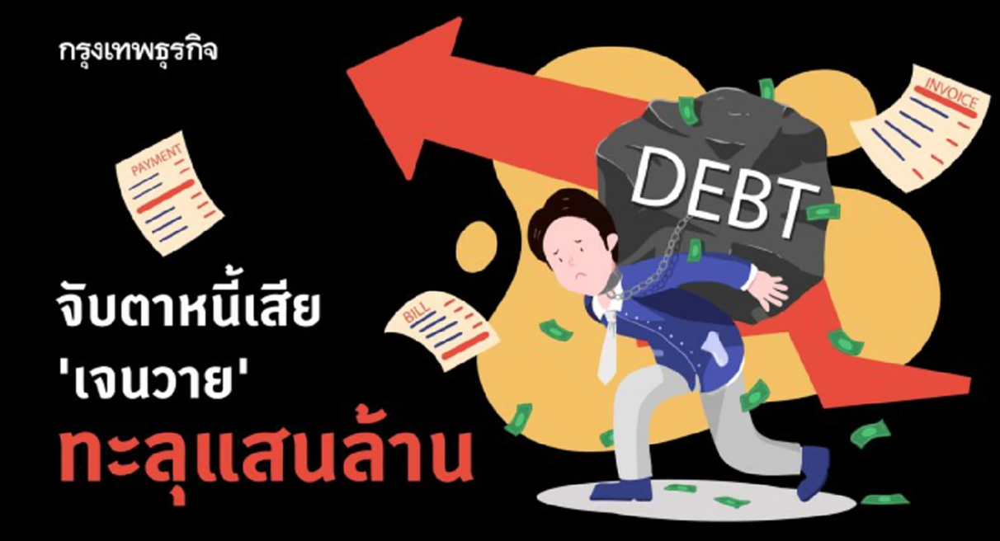 กรุงเทพธุรกิจ
PAYMENT
INVOICE
DEBT
BILL
จับตาหนี้เสีย
'เจนวาย'
ทะลุแสนล้าน